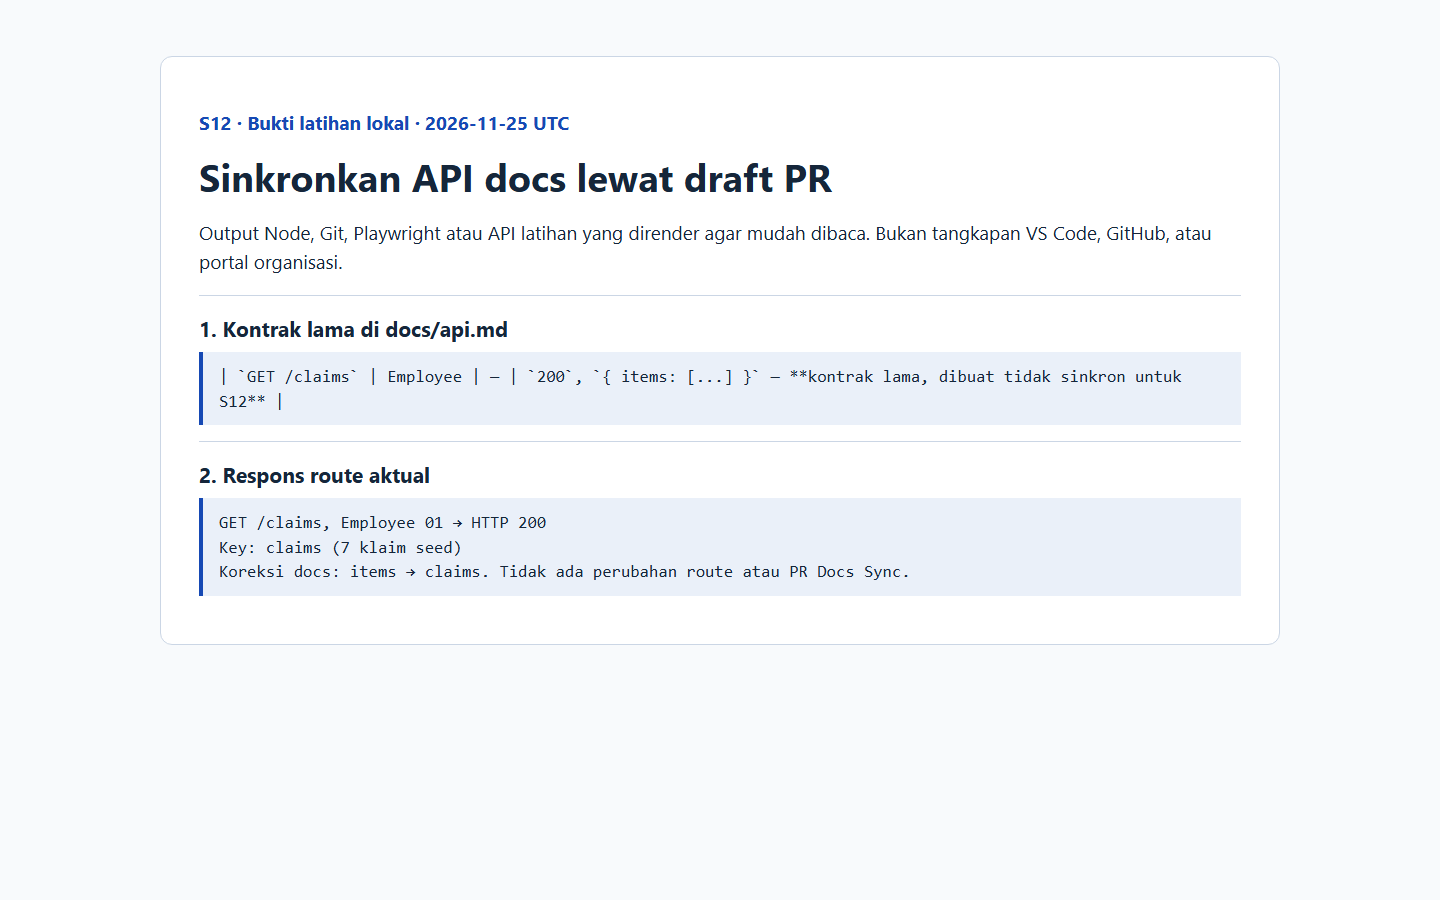 S12 · Bukti latihan lokal · 2026-11-25 UTC
Sinkronkan API docs lewat draft PR
Output Node, Git, Playwright atau API latihan yang dirender agar mudah dibaca. Bukan tangkapan VS Code, GitHub, atau
portal organisasi.
1. Kontrak lama di docs/api.md
| `GET /claims` | Employee | — | `200`, `{ items: [...] }` — **kontrak lama, dibuat tidak sinkron untuk
S12** |
2. Respons route aktual
GET /claims, Employee 01 → HTTP 200
Key: claims (7 klaim seed)
Koreksi docs: items → claims. Tidak ada perubahan route atau PR Docs Sync.